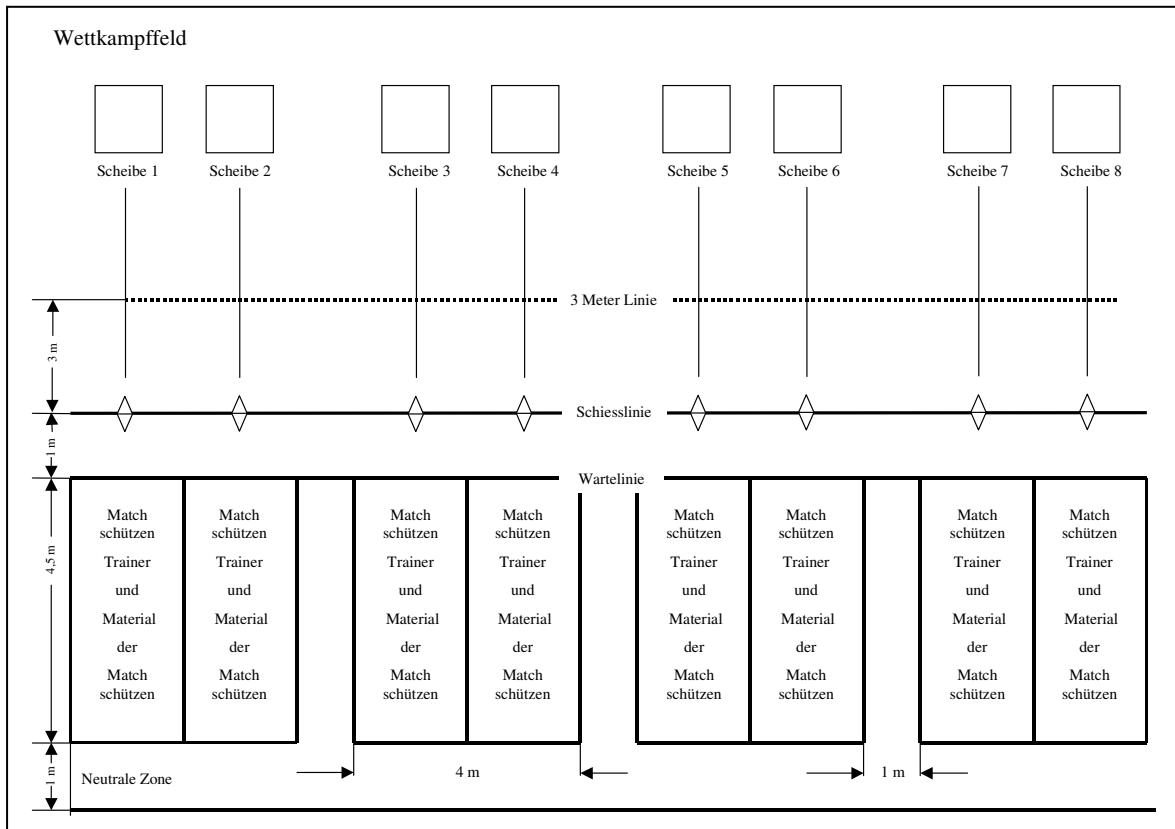 Wettkampffeld
Scheibe 1 Scheibe 2 Scheibe 3 Scheibe 4 Scheibe 5 Scheibe 6 Scheibe 7 Scheibe 8
3 Meter Linie
3 m
Schiesslinie
1 m
Wartelinie
4,5 m
Match Match Match Match Match Match Match Match
schützen schützen schützen schützen schützen schützen schützen schützen
Trainer Trainer Trainer Trainer Trainer Trainer Trainer Trainer
und und und und und und und und
Material Material Material Material Material Material Material Material
der der der der der der der der
Match Match Match Match Match Match Match Match
schützen schützen schützen schützen schützen schützen schützen schützen
1 m
Neutrale Zone 4 m 1 m